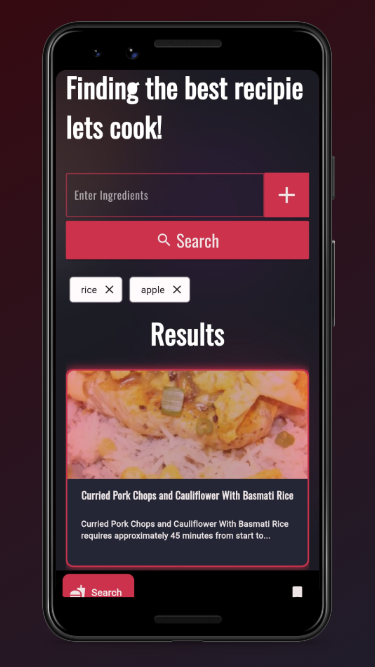 Finding the best recipie
lets cook!
Enter Ingredients
Search
rice
apple
Results
Curried Pork Chops and Cauliflower With Basmati Rice
Curried Pork Chops and Cauliflower With Basmati Rice
requires approximately 45 minutes from start to...
Search